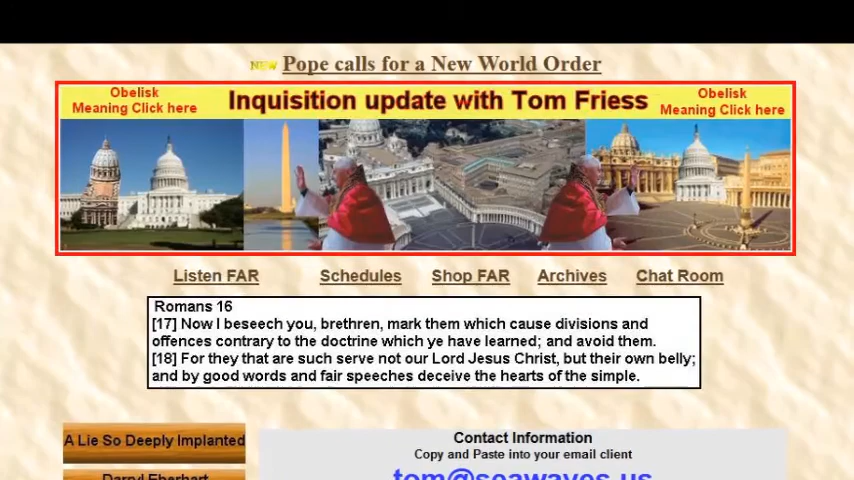 NEW Pope calls for a New World Order
Obelisk
Meaning Click here
Inquisition update with Tom Friess
Obelisk
Meaning Click here
Listen FAR Schedules Shop FAR Archives Chat Room
Romans 16
[17] Now I beseech you, brethren, mark them which cause divisions and
offences contrary to the doctrine which ye have learned; and avoid them.
[18] For they that are such serve not our Lord Jesus Christ, but their own belly;
and by good words and fair speeches deceive the hearts of the simple.
A Lie So Deeply Implanted
Darryl Eberhart
Contact Information
Copy and Paste into your email client
tom@seawaves.us